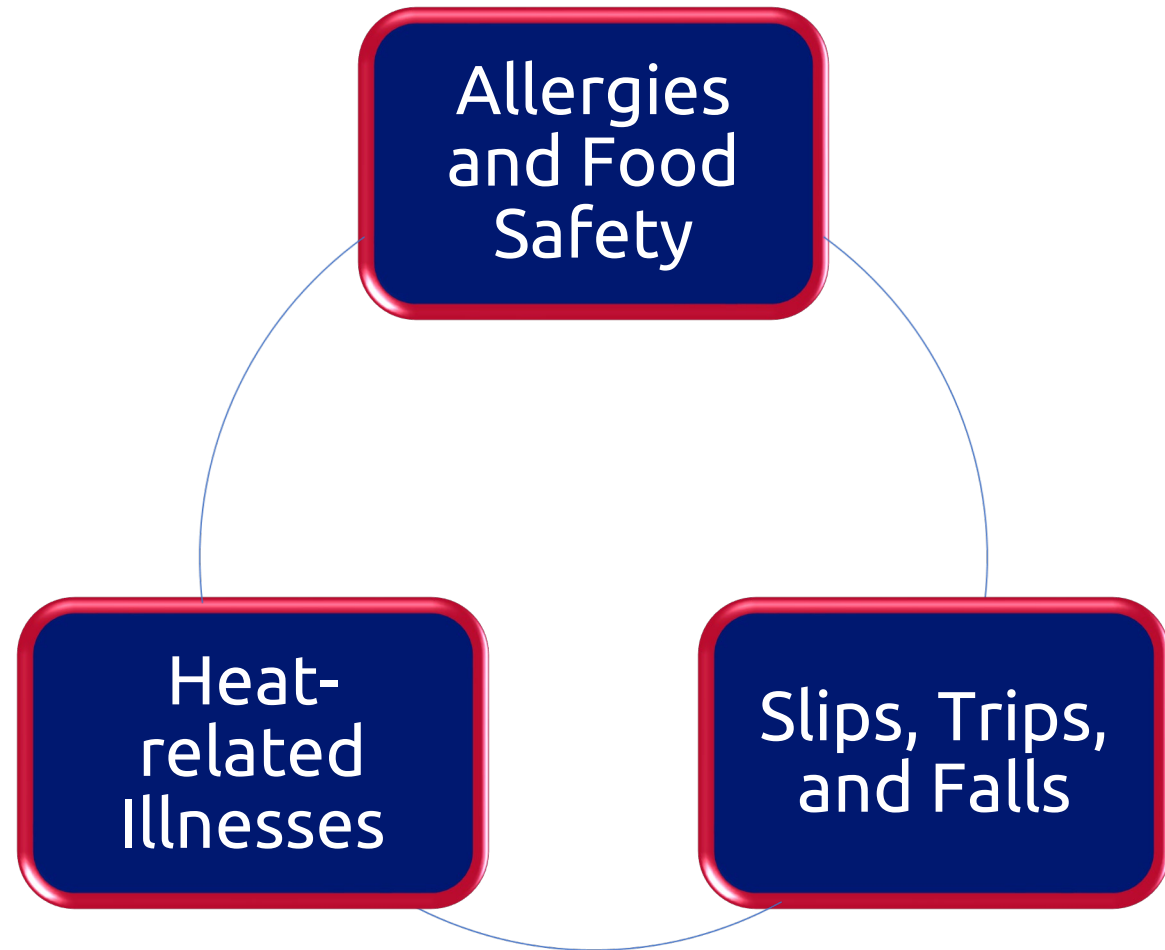 Allergies
and Food
Safety
Heat-
related
Illnesses
Slips, Trips,
and Falls